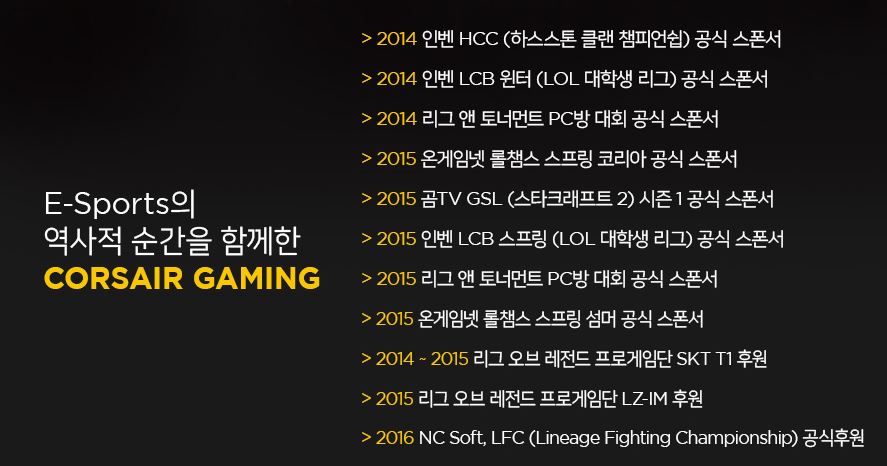 E-Sports의
역사적 순간을 함께한
CORSAIR GAMING
> 2014 인벤 HCC (하스스톤 클랜 챔피언쉽) 공식 스폰서
> 2014 인벤 LCB 윈터 (LOL 대학생 리그) 공식 스폰서
> 2014 리그 앤 토너먼트 PC방 대회 공식 스폰서
> 2015 온게임넷 롤챔스 스프링 코리아 공식 스폰서
> 2015 곰TV GSL (스타크래프트 2) 시즌 1 공식 스폰서
> 2015 인벤 LCB 스프링 (LOL 대학생 리그) 공식 스폰서
> 2015 리그 앤 토너먼트 PC방 대회 공식 스폰서
> 2015 온게임넷 롤챔스 스프링 섬머 공식 스폰서
> 2014 ~ 2015 리그 오브 레전드 프로게임단 SKT T1 후원
> 2015 리그 오브 레전드 프로게임단 LZ-IM 후원
> 2016 NC Soft, LFC (Lineage Fighting Championship) 공식후원